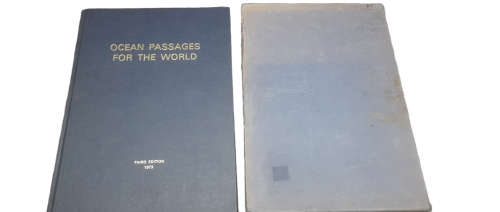 OCEAN PASSAGES
FOR THE WORLD
THIRD EDITION
1973